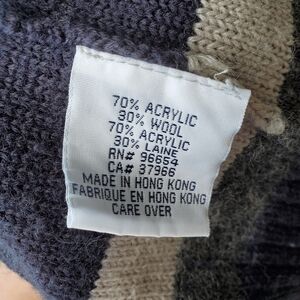 70% ACRYLIC
30% WOOL
70% ACRYLIC
30% LAINE
RN# 96654
CA# 37966
MADE IN HONG KONG
FABRIQUE EN HONG KONG
CARE OVER